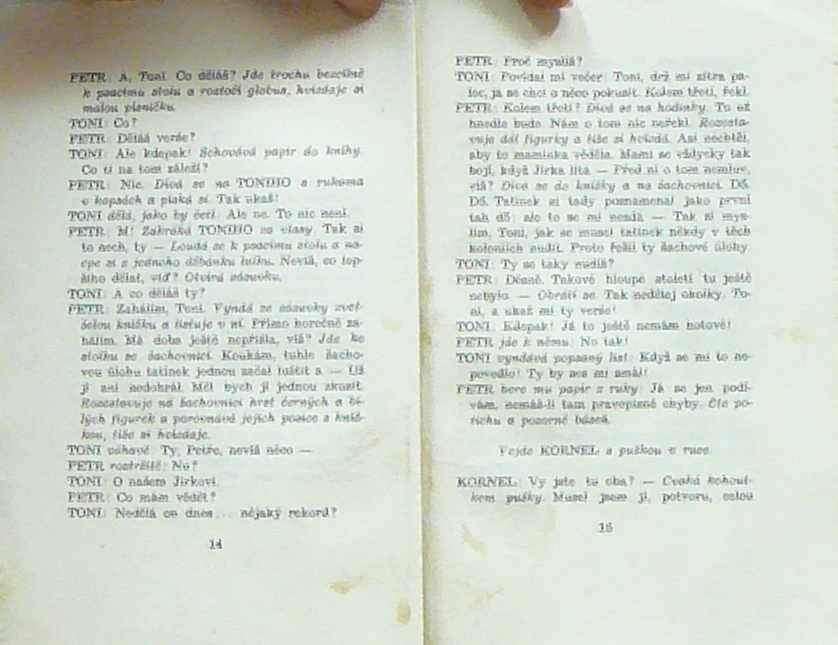 PETR: A, Toni. Co děláš? Jde trochu bezcílně
k psacímu stolu a roztočí globus, hvízdaje si
malou písničku.
TONI: Co?
PETR: Děláš verše?
TONI: Ale kdepak! Schovává papír do knihy.
Co ti na tom záleží?
PETR: Nic. Dívá se na TONIHO s rukama
v kapsách a píská si. Tak ukaž!
TONI dělá, jako by četl: Ale ne. To nic není.
PETR: M! Zakroutí TONIHO za vlasy. Tak si
to nech, ty — Loudá se k psacímu stolu a na-
cpe si z jednoho džbánku lulku. Nevíš, co lep-
šího dělat, viď? Otvírá zásuvku.
TONI: A co děláš ty?
PETR: Zahálím, Toni. Vyndá ze zásuvky zvet-
šelou knížku a listuje v ní. Přímo horečně za-
hálím. Má doba ještě nepřišla, víš? Jde ke
stolku se šachovnicí. Koukám, tuhle šacho-
vou úlohu tatínek jednou začal luštit a — Už
ji ani nedohrál. Měl bych ji jednou zkusit.
Rozestavuje na šachovnici hrst černých a bí-
lých figurek a porovnává jejich pozice s kníž-
kou, tiše si hvízdaje.
TONI váhavě: Ty, Petře, nevíš něco —
PETR roztržitě: No?
TONI: O našem Jirkovi.
PETR: Co mám vědět?
TONI: Nedělá on dnes... nějaký rekord?
14
PETR: Proč myslíš?
TONI: Povídal mi večer: Toni, drž mi zítra pa-
lec, já se chci o něco pokusit. Kolem třetí, řekl.
PETR: Kolem třetí? Dívá se na hodinky. To už
hnedle bude. Nám o tom nic neřekl. Rozesta-
vuje dál figurky a tiše si hvízdá. Asi nechtěl,
aby to maminka věděla. Mami se vždycky tak
bojí, když Jirka lítá — Před ní o tom nemluv,
víš? Dívá se do knížky a na šachovnici. D5.
D5. Tatínek si tady poznamenal jako první
tah d5; ale to se mi nezdá — Tak si mys-
lím, Toni, jak se musel tatínek někdy v těch
koloniích nudit. Proto řešil ty šachové úlohy.
TONI: Ty se taky nudíš?
PETR: Děsně. Takové hloupé století tu ještě
nebylo. — Obrátí se. Tak nedělej okolky, To-
ni, a ukaž mi ty verše!
TONI: Kdepak! Já to ještě nemám hotové!
PETR jde k němu: No tak!
TONI vyndává popsaný list: Když se mi to ne-
povedlo! Ty by ses mi smál!
PETR bere mu papír z ruky: Já se jen podí-
vám, nemáš-li tam pravopisné chyby. Čte po-
tichu a pozorně báseň.
Vejde KORNEL s puškou v ruce.
KORNEL: Vy jste tu oba? — Cvaká kohout-
kem pušky. Musel jsem ji, potvoru, celou
15